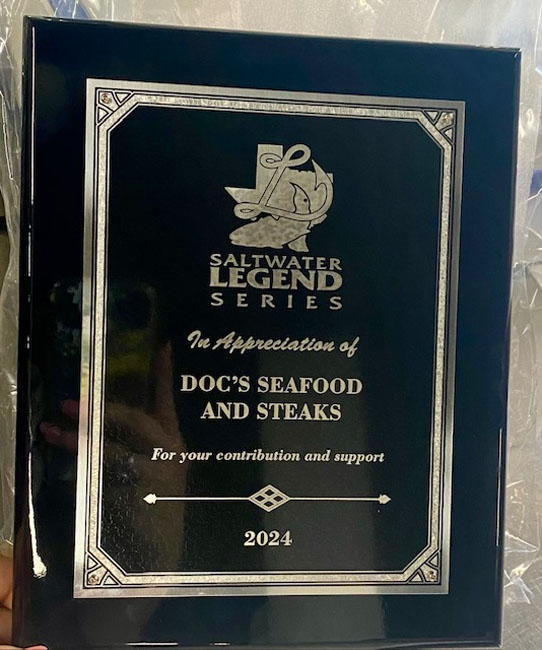 L
SALTWATER
LEGEND
SERIES
In Appreciation of
DOC'S SEAFOOD
AND STEAKS
For your contribution and support
2024